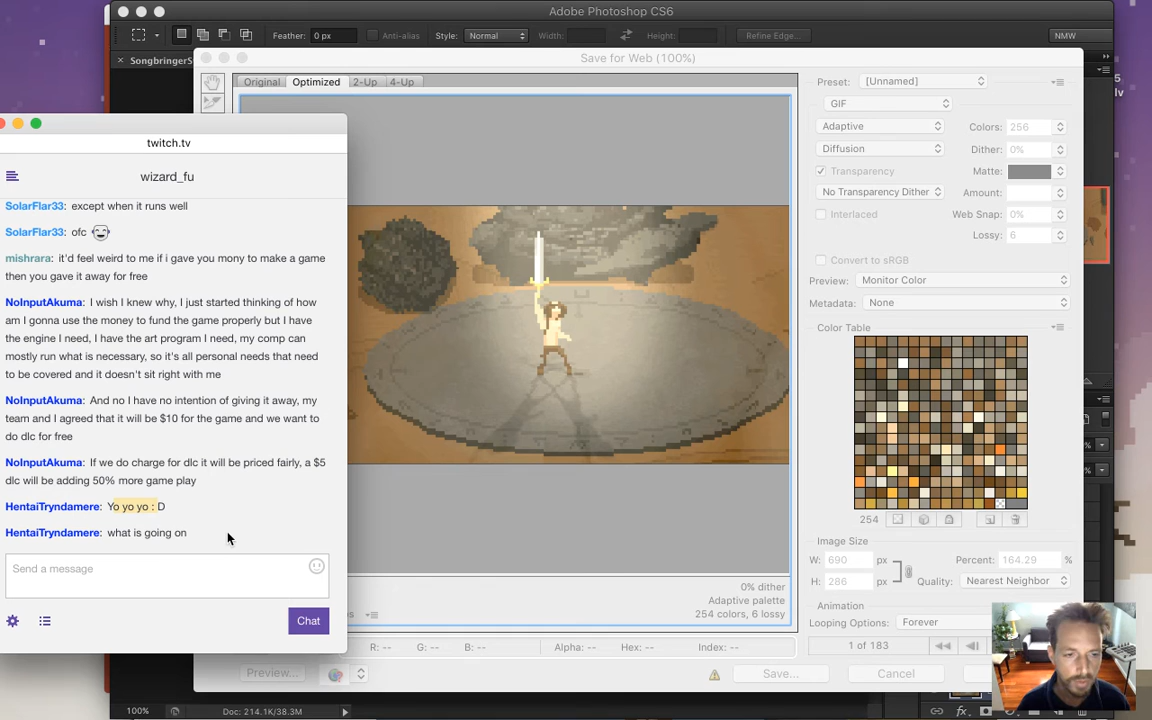 Adobe Photoshop CS6
Feather: 0 px Anti-alias Style: Normal Width: Height: Refine Edge... NMW
SongbringerS
Save for Web (100%)
Original Optimized 2-Up 4-Up
Preset: [Unnamed]
GIF
Adaptive Colors: 256
Diffusion Dither: 0%
Transparency Matte:
No Transparency Dither Amount:
Interlaced Web Snap: 0%
Lossy: 6
Convert to sRGB
Preview: Monitor Color
Metadata: None
Color Table
254
Image Size
W: 690 px Percent: 164.29 %
H: 286 px Quality: Nearest Neighbor
Animation
Looping Options: Forever
1 of 183
0% dither
Adaptive palette
254 colors, 6 lossy
R: -- G: -- B: -- Alpha: -- Hex: -- Index: --
Preview... Save... Cancel
100% Doc: 214.1K/38.3M
twitch.tv
wizard_fu
SolarFlar33: except when it runs well
SolarFlar33: ofc
mishrara: it'd feel weird to me if i gave you mony to make a game
then you gave it away for free
NoInputAkuma: I wish I knew why, I just started thinking of how
am I gonna use the money to fund the game properly but I have
the engine I need, I have the art program I need, my comp can
mostly run what is necessary, so it's all personal needs that need
to be covered and it doesn't sit right with me
NoInputAkuma: And no I have no intention of giving it away, my
team and I agreed that it will be $10 for the game and we want to
do dlc for free
NoInputAkuma: If we do charge for dlc it will be priced fairly, a $5
dlc will be adding 50% more game play
HentaiTryndamere: Yo yo yo : D
HentaiTryndamere: what is going on
Send a message
Chat